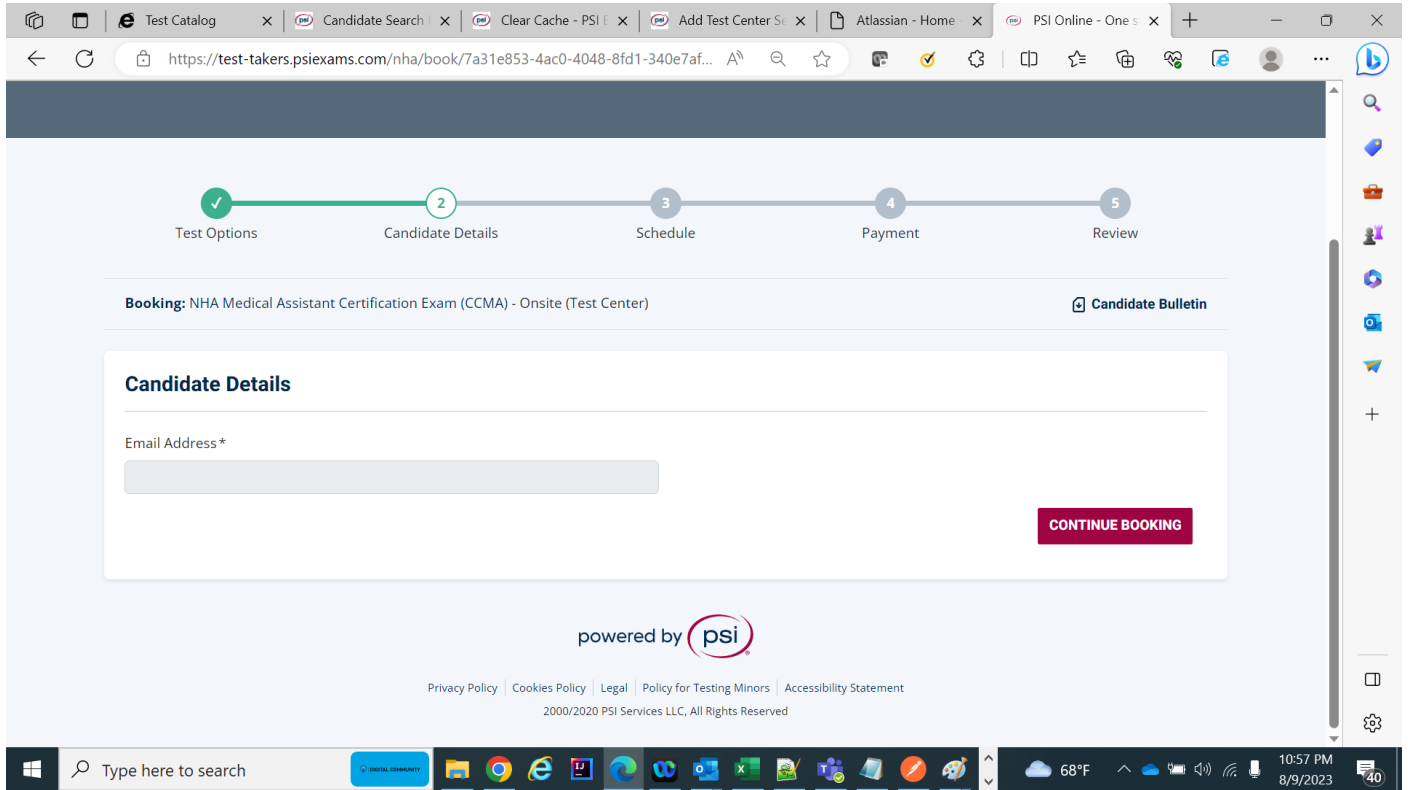 Test Catalog
Candidate Search
Clear Cache - PSI E
Add Test Center Se
Atlassian - Home
PSI Online - One s
https://test-takers.psiexams.com/nha/book/7a31e853-4ac0-4048-8fd1-340e7af...
2
3
4
5
Test Options
Candidate Details
Schedule
Payment
Review
Booking: NHA Medical Assistant Certification Exam (CCMA) - Onsite (Test Center)
Candidate Bulletin
Candidate Details
Email Address*
CONTINUE BOOKING
powered by psi
Privacy Policy
Cookies Policy
Legal
Policy for Testing Minors
Accessibility Statement
2000/2020 PSI Services LLC, All Rights Reserved
Type here to search
DIGITAL COMMUNITY
68°F
10:57 PM
8/9/2023
40